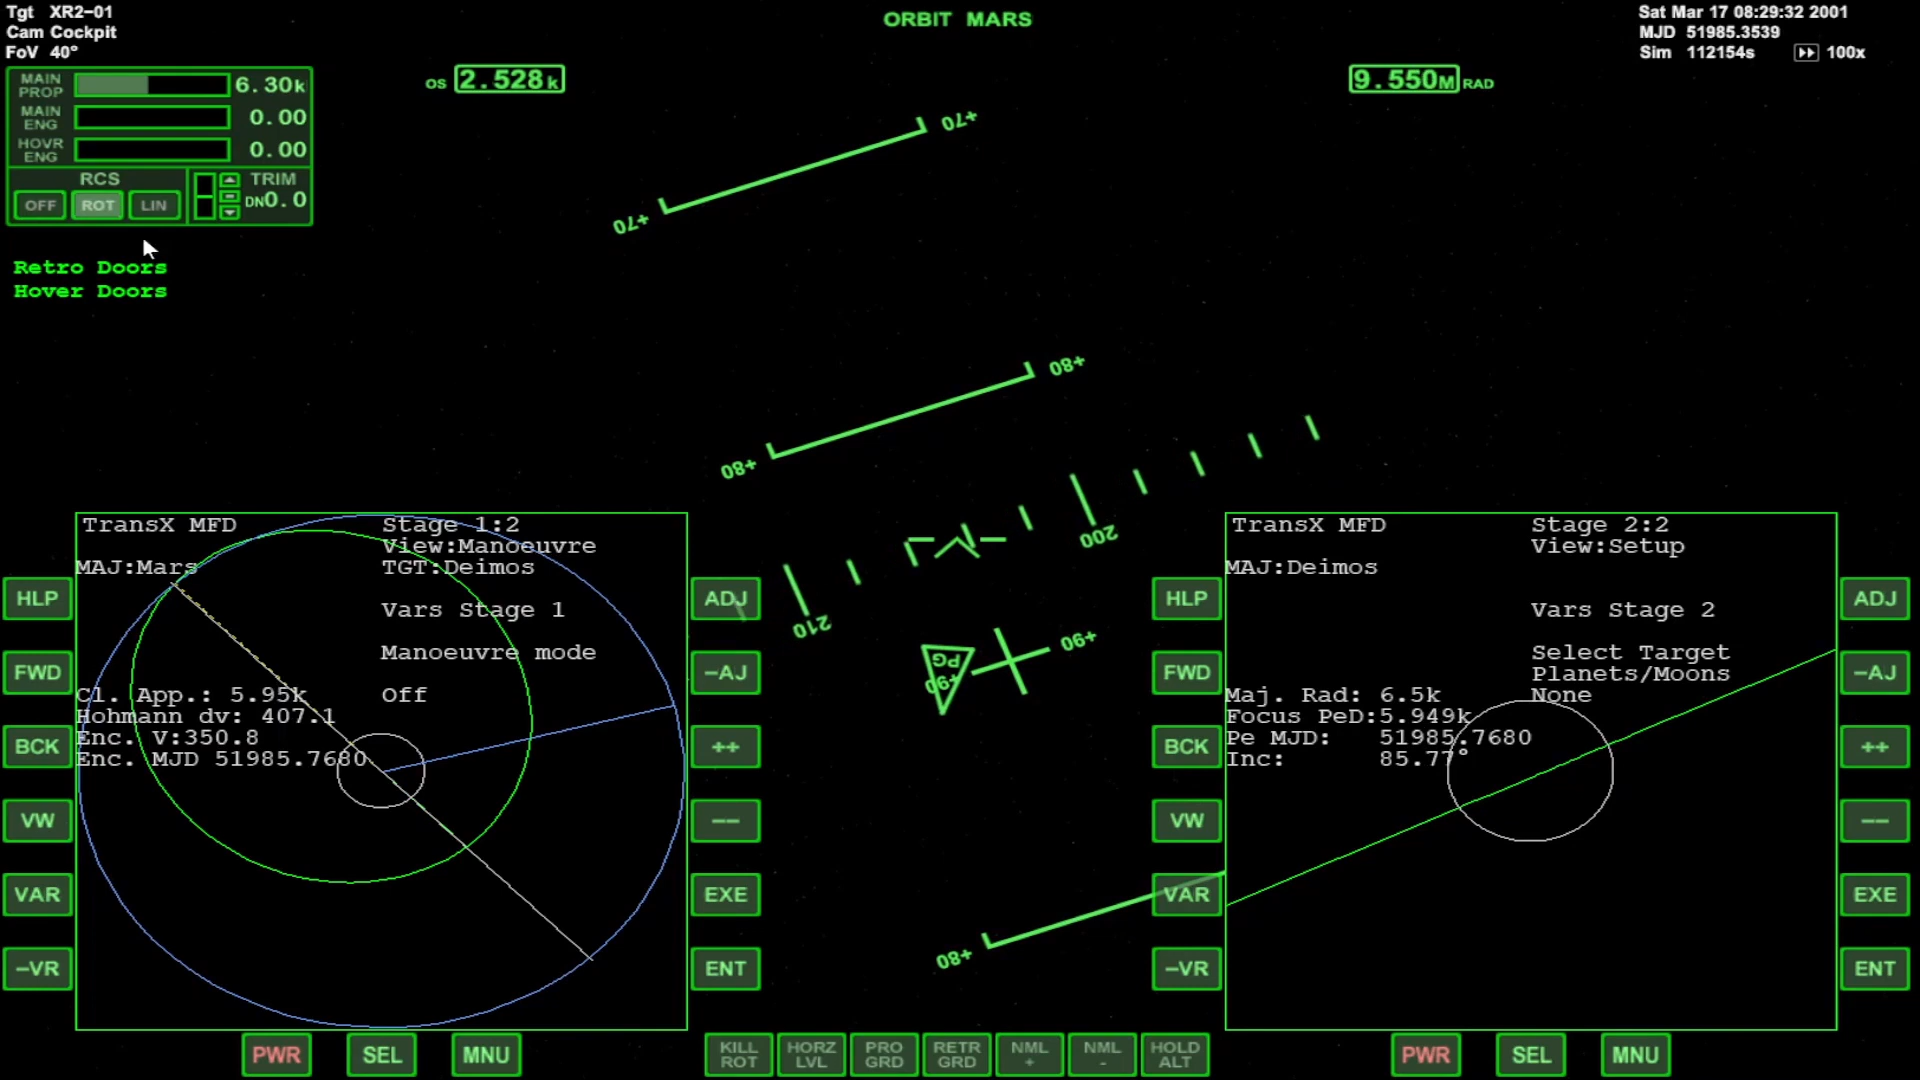 Tgt XR2-01
Cam Cockpit
FoV 40°
ORBIT MARS
Sat Mar 17 08:29:32 2001
MJD 51985.3539
Sim 112154s 100x
MAIN PROP 6.30k
MAIN ENG 0.00
HOVR ENG 0.00
RCS
OFF ROT LIN
TRIM
DN0.0
OS 2.528k
9.550M RAD
Retro Doors
Hover Doors
+70
+70
+80
+80
200
210
PG
+90
+90
+80
TransX MFD Stage 1:2
View:Manoeuvre
MAJ:Mars TGT:Deimos
Vars Stage 1
Manoeuvre mode
Cl. App.: 5.95k Off
Hohmann dv: 407.1
Enc. V:350.8
Enc. MJD 51985.7680
HLP
FWD
BCK
VW
VAR
-VR
ADJ
-AJ
++
--
EXE
ENT
PWR SEL MNU
KILL ROT
HORZ LVL
PRO GRD
RETR GRD
NML +
NML -
HOLD ALT
TransX MFD Stage 2:2
View:Setup
MAJ:Deimos
Vars Stage 2
Select Target
Planets/Moons
Maj. Rad: 6.5k None
Focus PeD:5.949k
Pe MJD: 51985.7680
Inc: 85.77°
HLP
FWD
BCK
VW
VAR
-VR
ADJ
-AJ
++
--
EXE
ENT
PWR SEL MNU